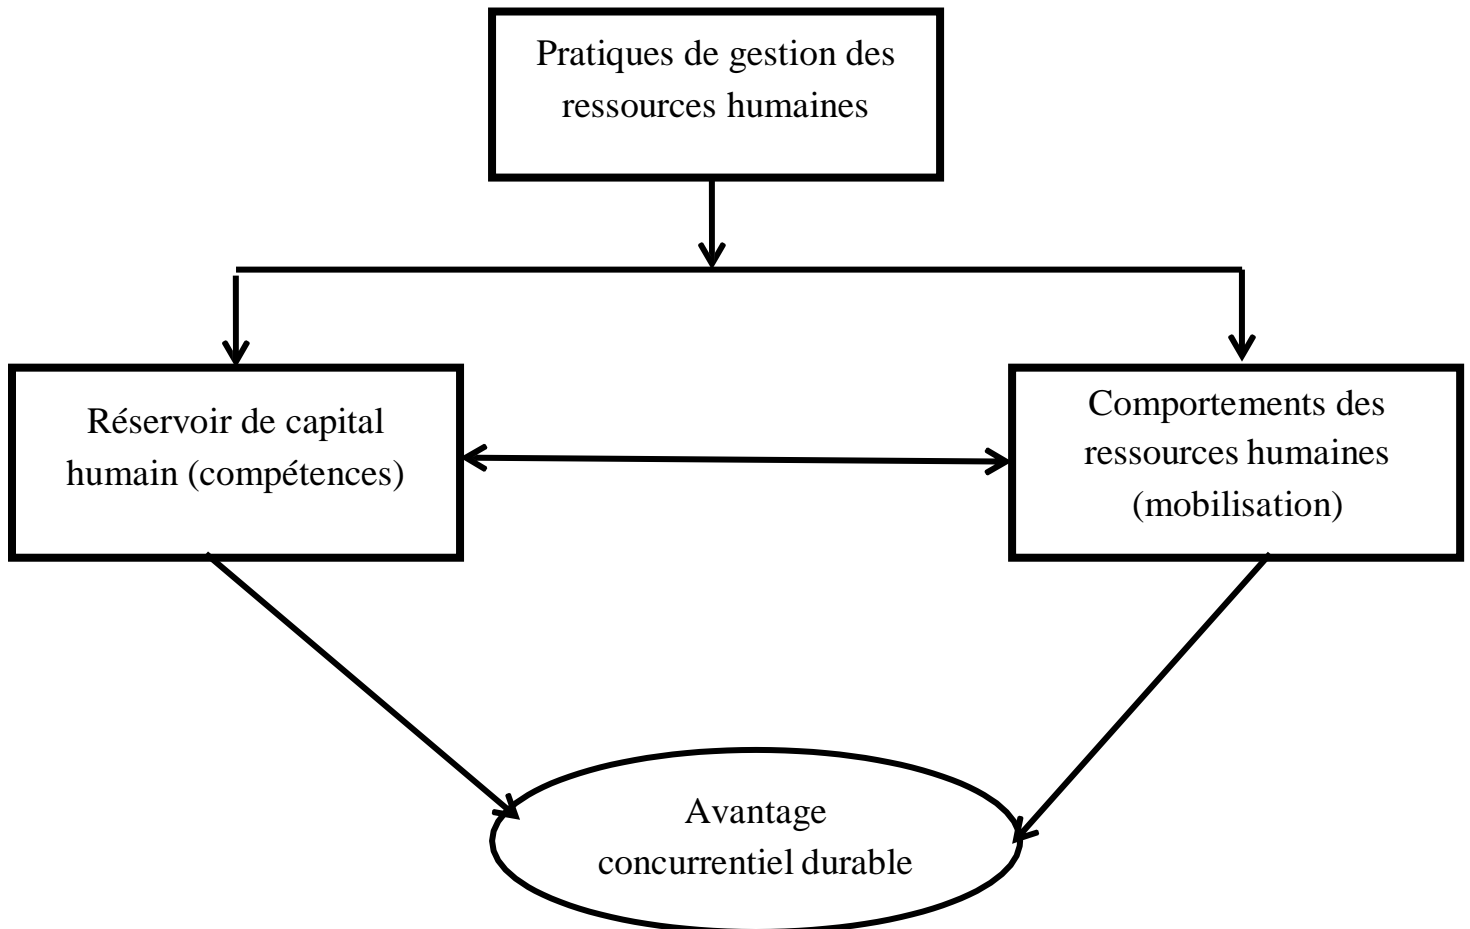 Pratiques de gestion des
ressources humaines
Réservoir de capital
humain (compétences)
Comportements des
ressources humaines
(mobilisation)
Avantage
concurrentiel durable